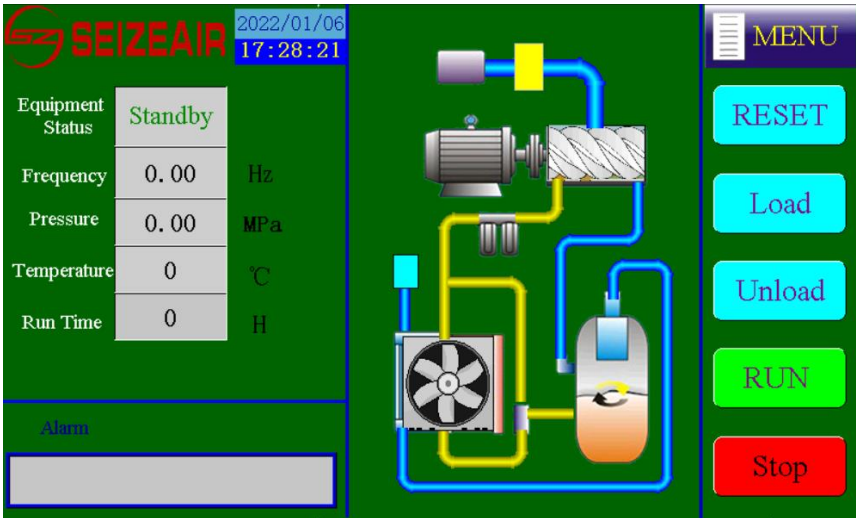 SZ SEIZEAIR
2022/01/06
17:28:21
MENU
Equipment
Status
Standby
Frequency
0.00
Hz
Pressure
0.00
MPa
Temperature
0
℃
Run Time
0
H
Alarm
RESET
Load
Unload
RUN
Stop